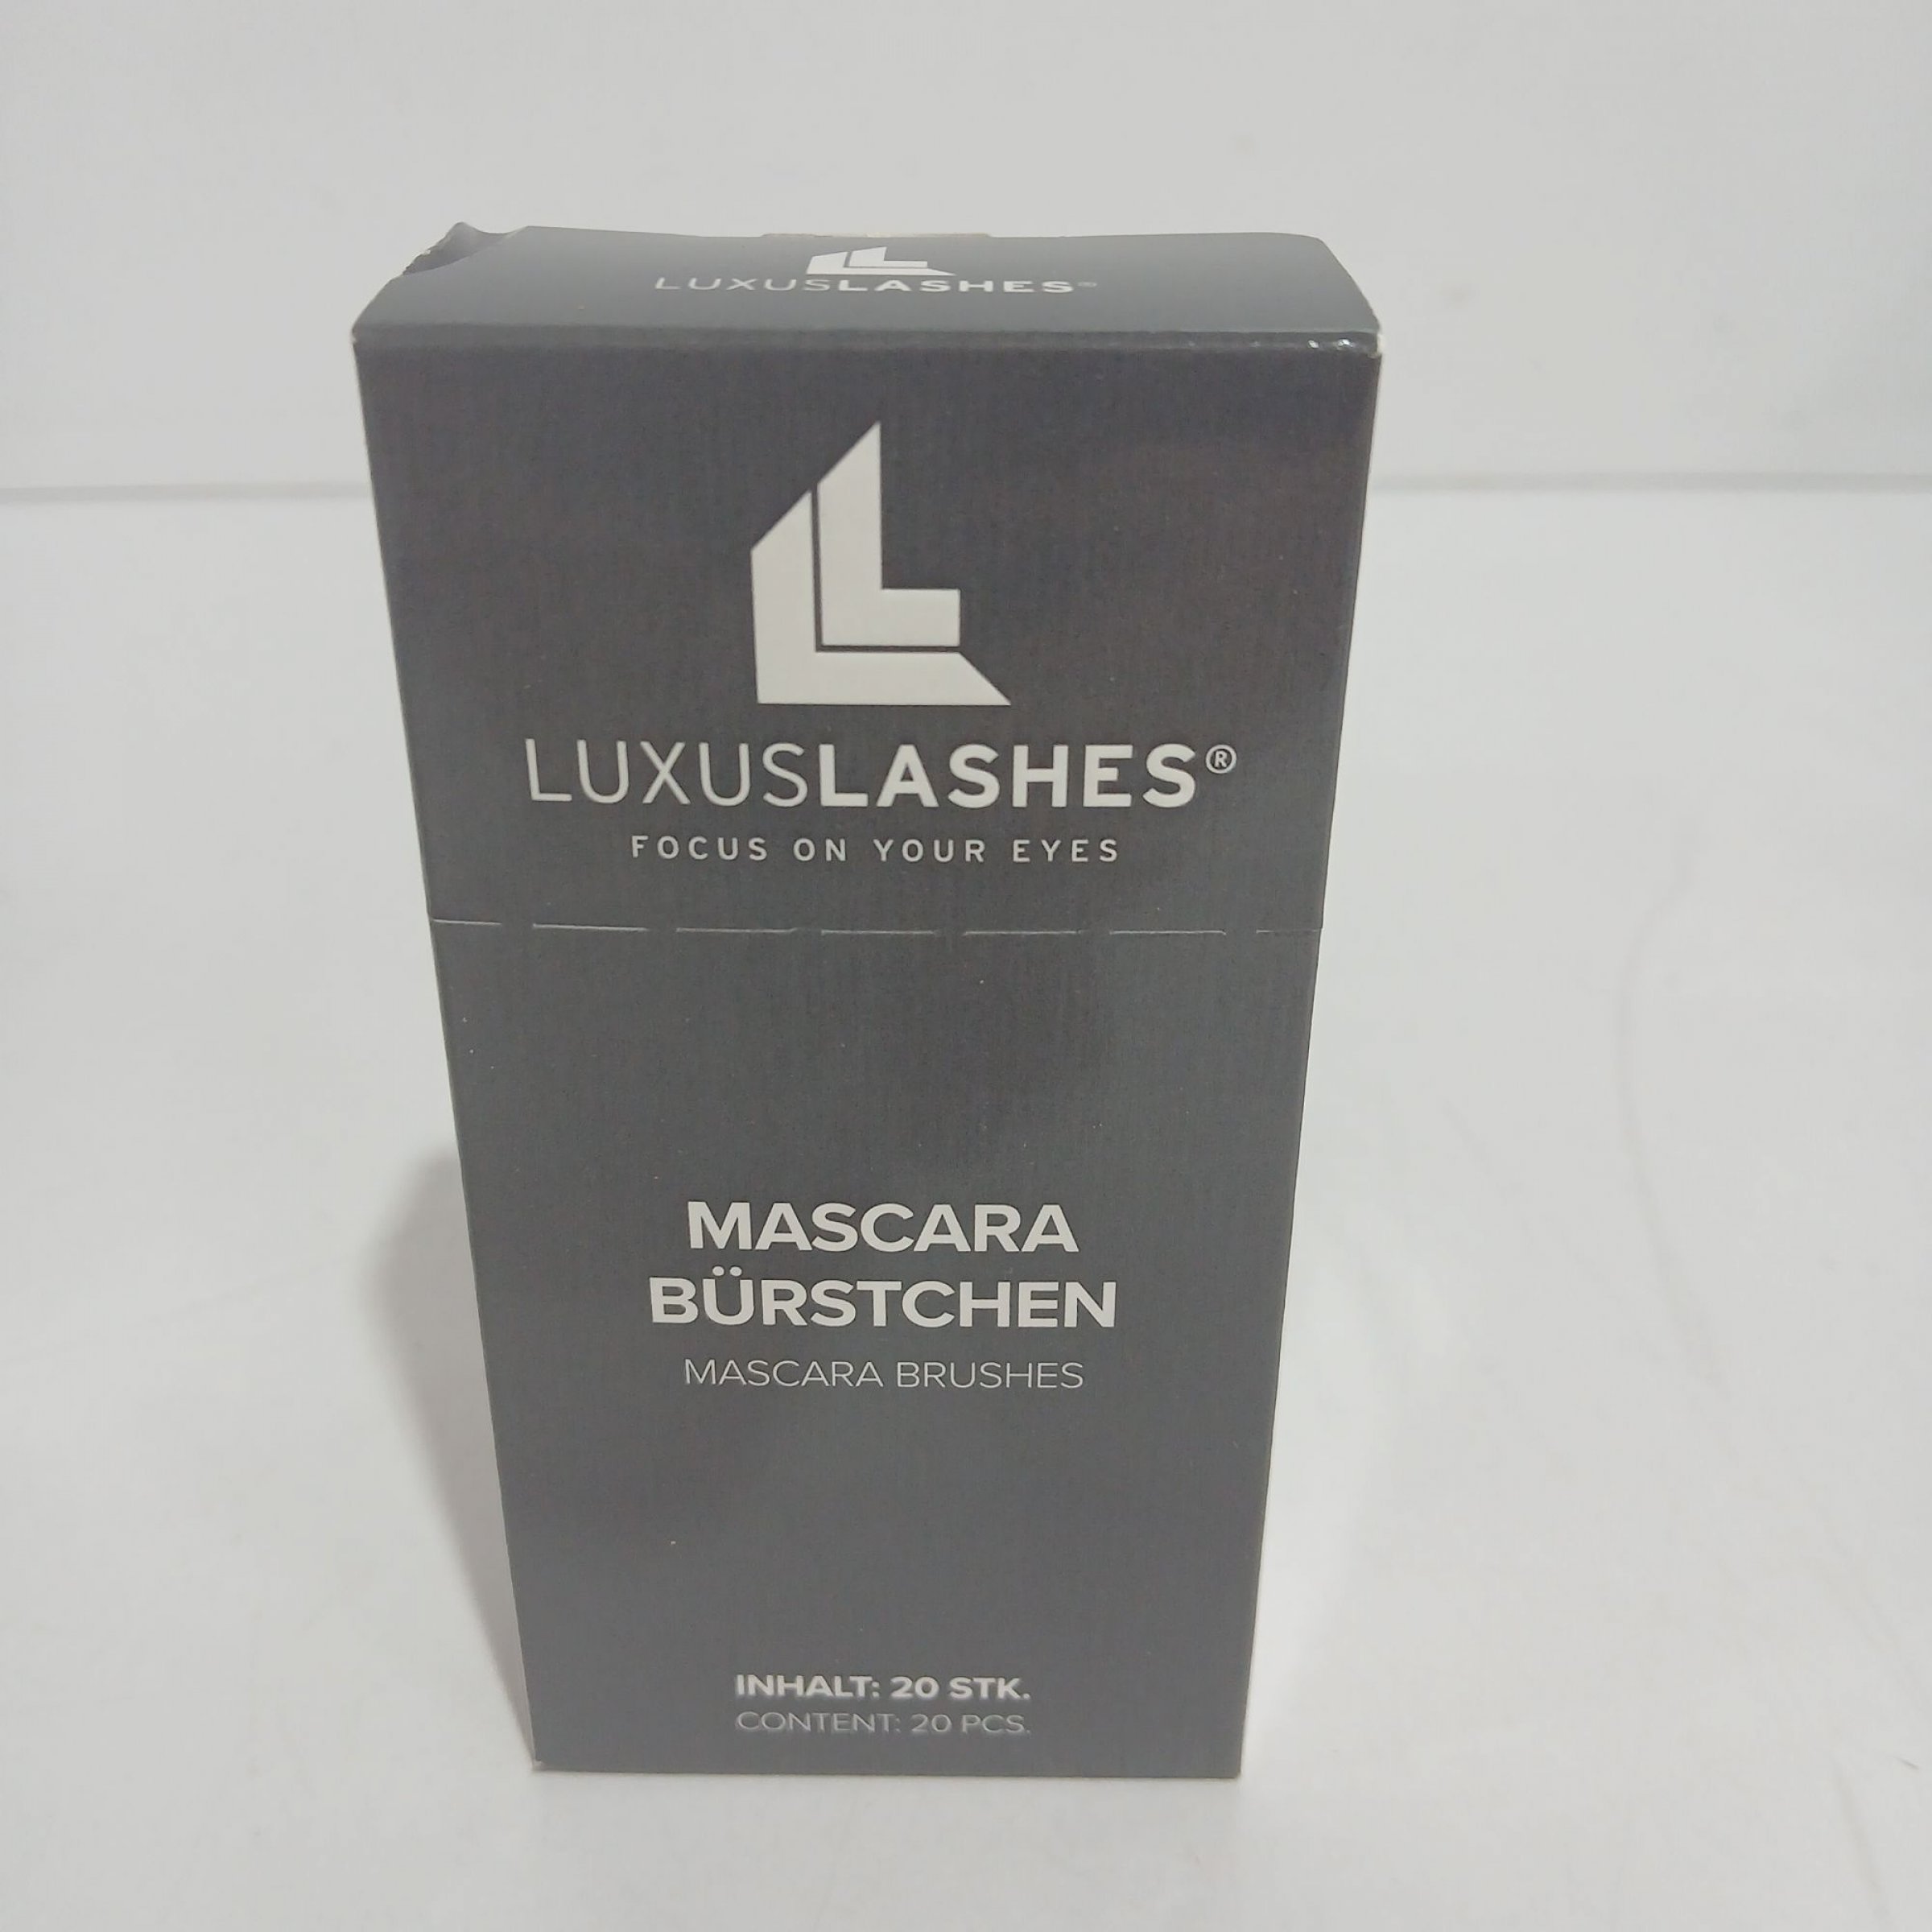 LUXUSLASHES®
LUXUSLASHES®
FOCUS ON YOUR EYES
MASCARA
BÜRSTCHEN
MASCARA BRUSHES
INHALT: 20 STK.
CONTENT: 20 PCS.